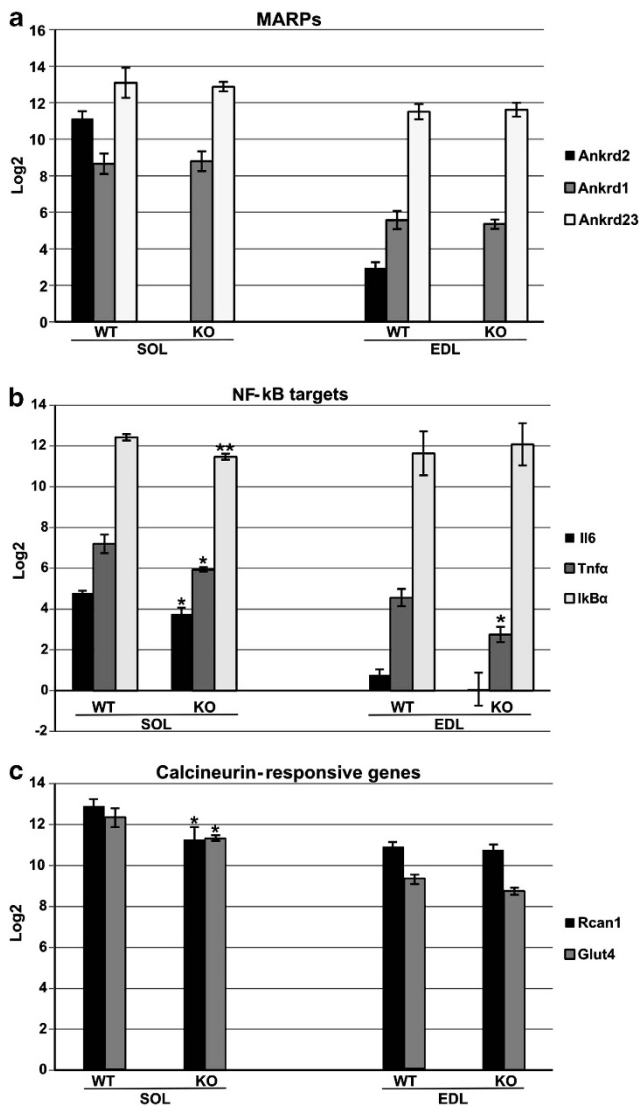 a
MARPs
16
14
12
10
8
6
4
2
0
Log2
WT
KO
WT
KO
SOL
EDL
Ankrd2
Ankrd1
Ankrd23
b
NF-kB targets
14
12
10
8
6
4
2
0
-2
Log2
*
*
**
*
WT
KO
WT
KO
SOL
EDL
Il6
Tnfα
IkBα
c
Calcineurin-responsive genes
14
12
10
8
6
4
2
0
Log2
*
*
WT
KO
WT
KO
SOL
EDL
Rcan1
Glut4